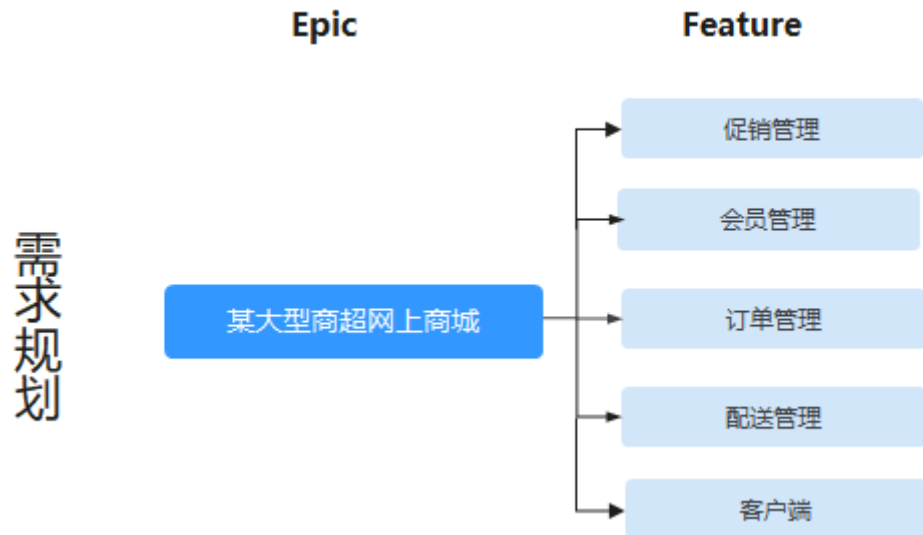 Epic
Feature
促销管理
会员管理
需求规划
某大型商超网上商城
订单管理
配送管理
客户端